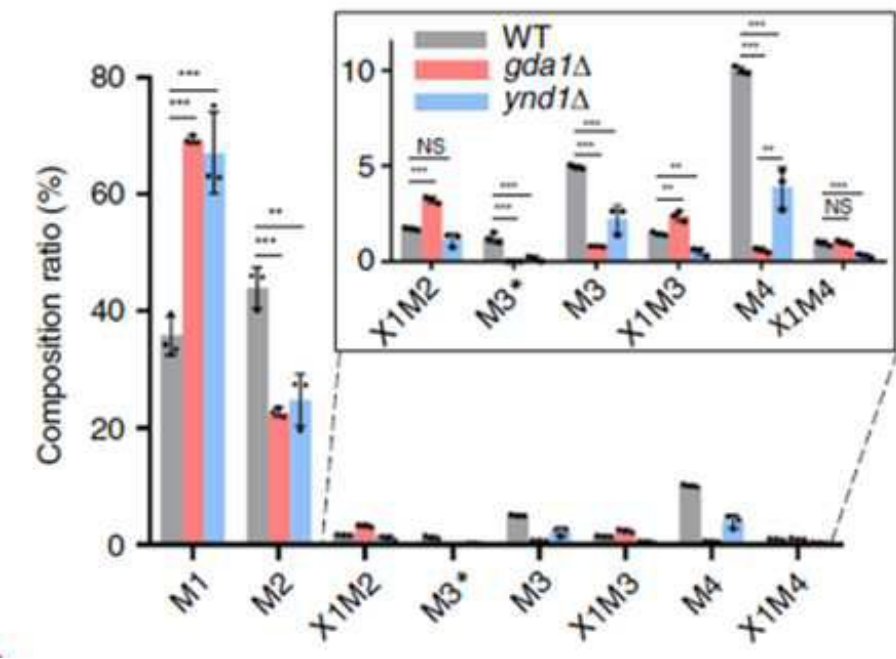 WT
gda1Δ
ynd1Δ
10
5
0
***
***
NS
***
***
***
***
***
**
**
***
***
**
***
NS
X1M2
M3*
M3
X1M3
M4
X1M4
Composition ratio (%)
80
60
40
20
0
***
***
**
***
M1
M2
X1M2
M3*
M3
X1M3
M4
X1M4